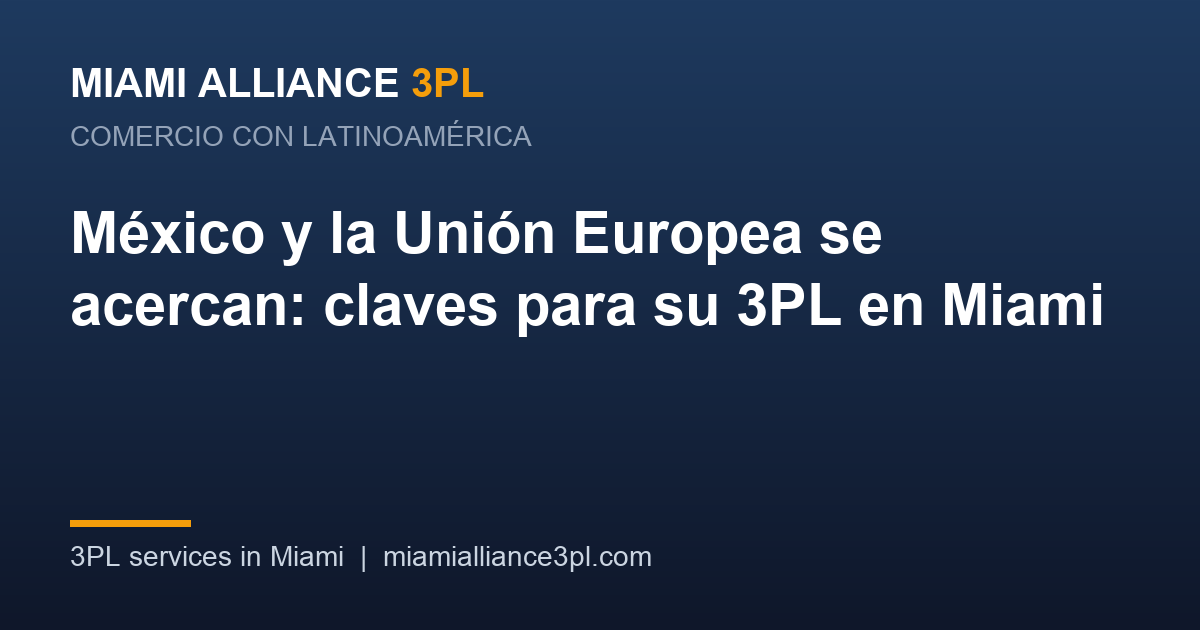 MIAMI ALLIANCE 3PL
COMERCIO CON LATINOAMÉRICA
México y la Unión Europea se
acercan: claves para su 3PL en Miami
3PL services in Miami | miamialliance3pl.com